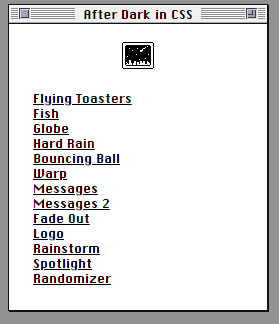 After Dark in CSS
Flying Toasters
Fish
Globe
Hard Rain
Bouncing Ball
Warp
Messages
Messages 2
Fade Out
Logo
Rainstorm
Spotlight
Randomizer